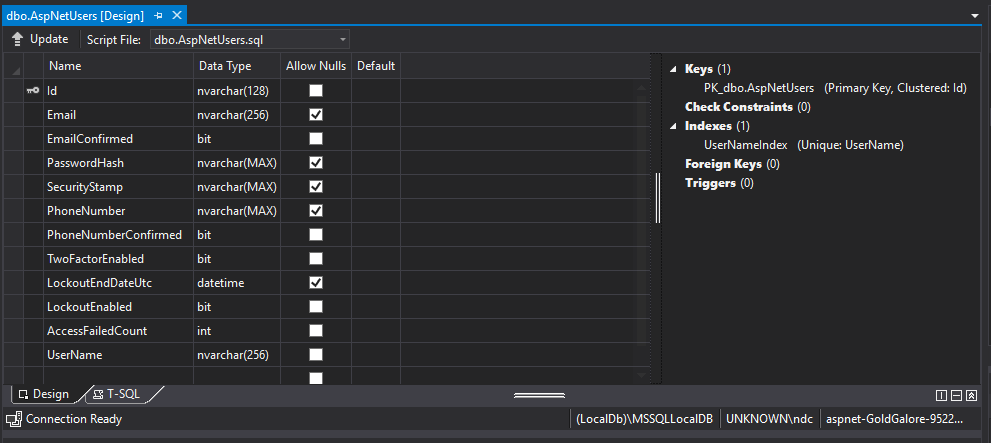 dbo.AspNetUsers [Design]
Update Script File: dbo.AspNetUsers.sql
Name Data Type Allow Nulls Default
Id nvarchar(128)
Email nvarchar(256)
EmailConfirmed bit
PasswordHash nvarchar(MAX)
SecurityStamp nvarchar(MAX)
PhoneNumber nvarchar(MAX)
PhoneNumberConfirmed bit
TwoFactorEnabled bit
LockoutEndDateUtc datetime
LockoutEnabled bit
AccessFailedCount int
UserName nvarchar(256)
Keys (1)
PK_dbo.AspNetUsers (Primary Key, Clustered: Id)
Check Constraints (0)
Indexes (1)
UserNameIndex (Unique: UserName)
Foreign Keys (0)
Triggers (0)
Design T-SQL
Connection Ready (LocalDb)\MSSQLLocalDB UNKNOWN\ndc aspnet-GoldGalore-9522...